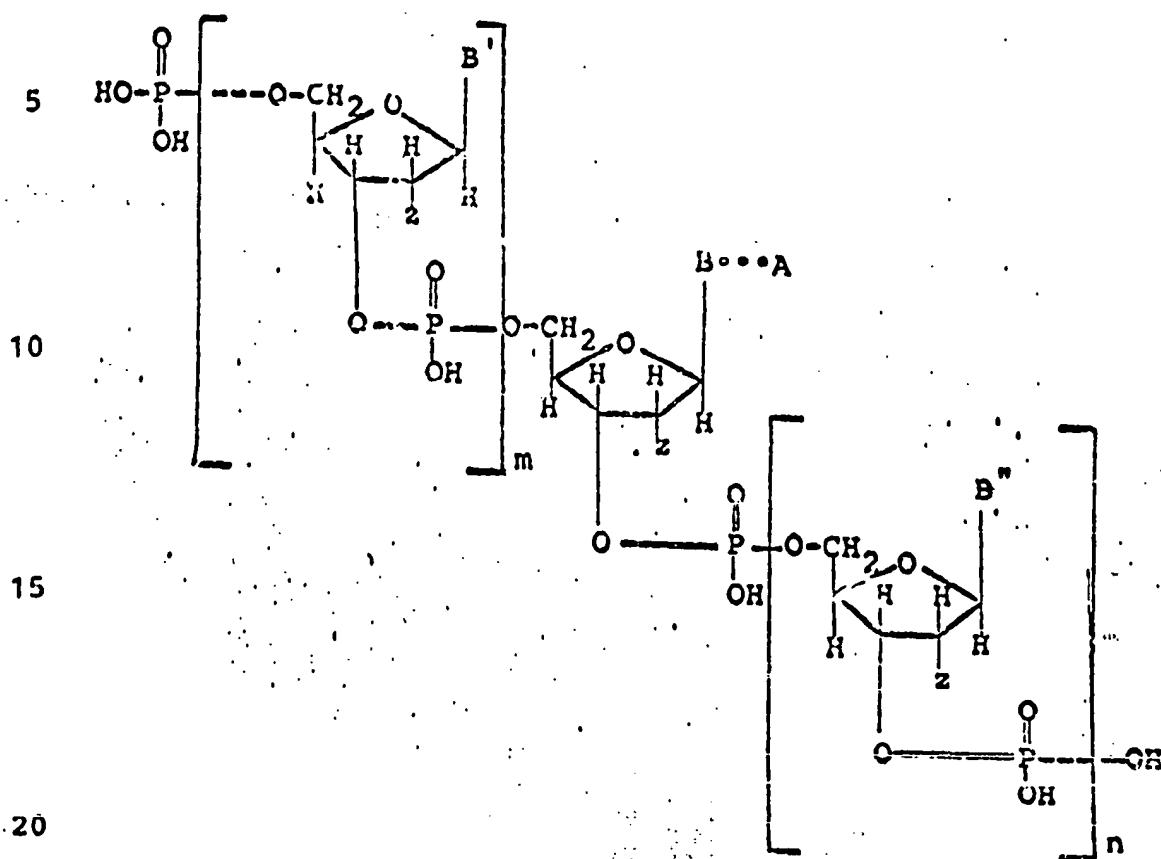 O B'
5 HO-P-O-CH2 O
OH H H
H z H
O B•••A
O-P-O-CH2 O
10 OH H H
H z H
m
O B"
O-P-O-CH2 O
15 OH H H
H z H
O
O-P-OH
OH
20 n